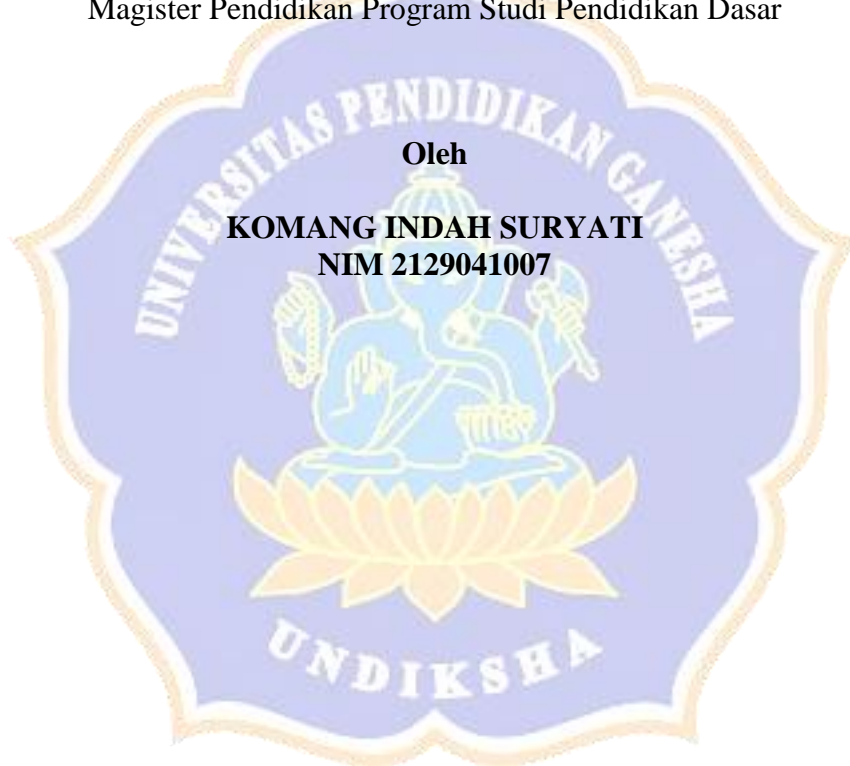 Magister Pendidikan Program Studi Pendidikan Dasar
UNIVERSITAS PENDIDIKAN GANESHA
Oleh
KOMANG INDAH SURYATI
NIM 2129041007
UNDIKSHA